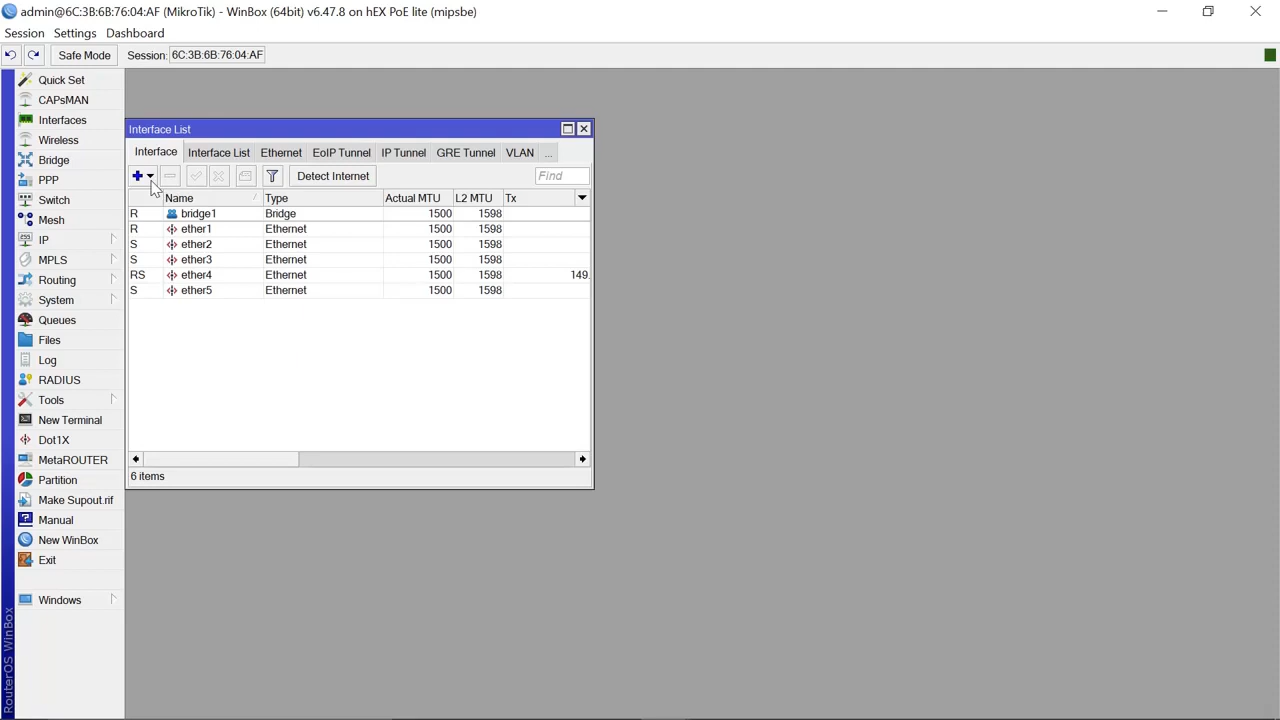 admin@6C:3B:6B:76:04:AF (MikroTik) - WinBox (64bit) v6.47.8 on hEX PoE lite (mipsbe)
Session Settings Dashboard
Safe Mode Session: 6C:3B:6B:76:04:AF
Quick Set
CAPsMAN
Interfaces
Wireless
Bridge
PPP
Switch
Mesh
IP
MPLS
Routing
System
Queues
Files
Log
RADIUS
Tools
New Terminal
Dot1X
MetaROUTER
Partition
Make Supout.rif
Manual
New WinBox
Exit
Windows
RouterOS WinBox
Interface List
Interface Interface List Ethernet EoIP Tunnel IP Tunnel GRE Tunnel VLAN ...
Detect Internet Find
Name Type Actual MTU L2 MTU Tx
R bridge1 Bridge 1500 1598
R ether1 Ethernet 1500 1598
S ether2 Ethernet 1500 1598
S ether3 Ethernet 1500 1598
RS ether4 Ethernet 1500 1598 149.
S ether5 Ethernet 1500 1598
6 items